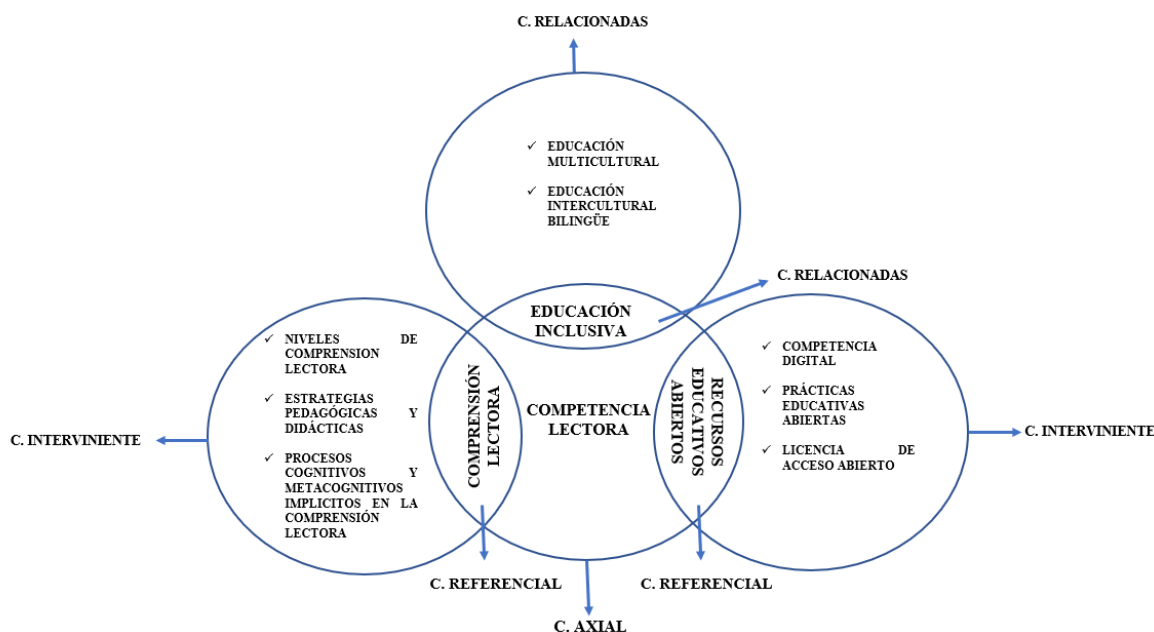 C. RELACIONADAS
✓ EDUCACIÓN
MULTICULTURAL
✓ EDUCACIÓN
INTERCULTURAL
BILINGÜE
C. RELACIONADAS
EDUCACIÓN
INCLUSIVA
✓ NIVELES DE
COMPRENSION
LECTORA
✓ ESTRATEGIAS
PEDAGÓGICAS Y
DIDÁCTICAS
✓ PROCESOS
COGNITIVOS Y
METACOGNITIVOS
IMPLICITOS EN LA
COMPRENSIÓN
LECTORA
C. INTERVINIENTE
COMPRENSIÓN
LECTORA
COMPETENCIA
LECTORA
RECURSOS
EDUCATIVOS
ABIERTOS
✓ COMPETENCIA
DIGITAL
✓ PRÁCTICAS
EDUCATIVAS
ABIERTAS
✓ LICENCIA DE
ACCESO ABIERTO
C. INTERVINIENTE
C. REFERENCIAL
C. REFERENCIAL
C. AXIAL